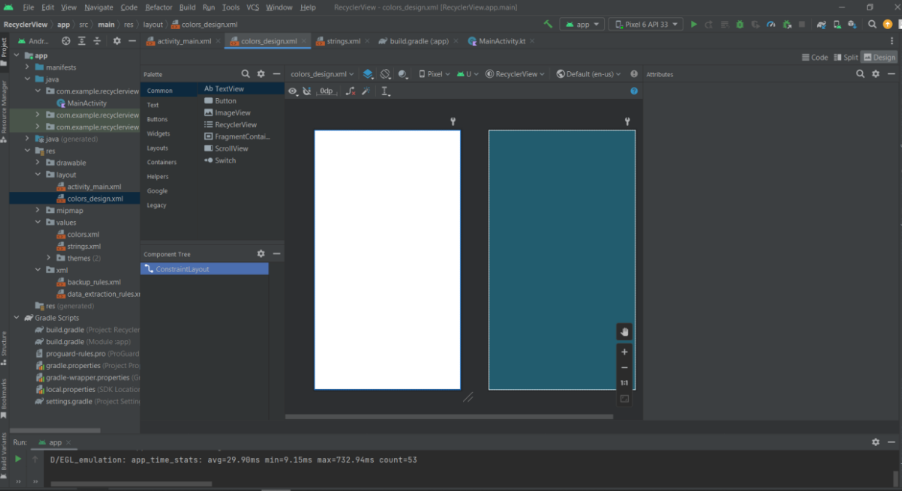 File Edit View Navigate Code Refactor Build Run Tools VCS Window Help RecyclerView - colors_design.xml [RecyclerView.app.main]
RecyclerView app src main res layout colors_design.xml app Pixel 6 API 33
Andr... activity_main.xml colors_design.xml strings.xml build.gradle (app) MainActivity.kt
Project
Resource Manager
Structure
Bookmarks
Build Variants
app
manifests
java
com.example.recyclerview
MainActivity
com.example.recyclerview
com.example.recyclerview
java (generated)
res
drawable
layout
activity_main.xml
colors_design.xml
mipmap
values
colors.xml
strings.xml
themes (2)
xml
backup_rules.xml
data_extraction_rules.x
res (generated)
Gradle Scripts
build.gradle (Project Recycler
build.gradle (Module :app)
proguard-rules.pro (ProGuar
gradle.properties (Project Pro
gradle-wrapper.properties (G
local.properties (SDK Location
settings.gradle (Project Settin
Code Split Design
Palette
Common
Text
Buttons
Widgets
Layouts
Containers
Helpers
Google
Legacy
Ab TextView
Button
ImageView
RecyclerView
FragmentContai...
ScrollView
Switch
Component Tree
ConstraintLayout
colors_design.xml Pixel RecyclerView Default (en-us)
0dp
Attributes
1:1
Run: app
D/EGL_emulation: app_time_stats: avg=29.90ms min=9.15ms max=732.94ms count=53